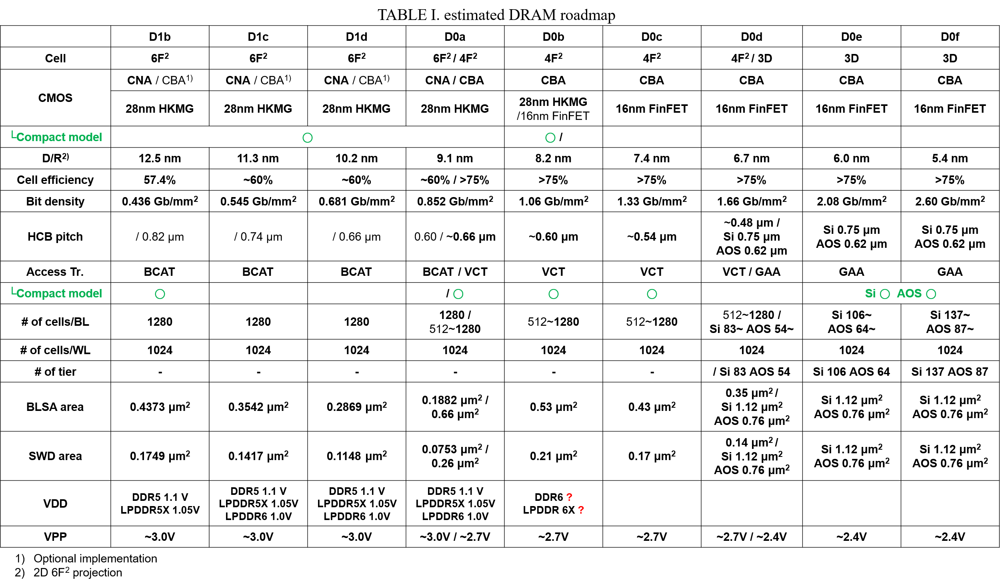 TABLE I. estimated DRAM roadmap
D1b D1c D1d D0a D0b D0c D0d D0e D0f
Cell 6F² 6F² 6F² 6F² / 4F² 4F² 4F² 4F² / 3D 3D 3D
CMOS
CNA / CBA¹⁾ CNA / CBA¹⁾ CNA / CBA¹⁾ CNA / CBA CBA CBA CBA CBA CBA
28nm HKMG 28nm HKMG 28nm HKMG 28nm HKMG 28nm HKMG
/16nm FinFET 16nm FinFET 16nm FinFET 16nm FinFET 16nm FinFET
└Compact model ○ ○ /
D/R²⁾ 12.5 nm 11.3 nm 10.2 nm 9.1 nm 8.2 nm 7.4 nm 6.7 nm 6.0 nm 5.4 nm
Cell efficiency 57.4% ~60% ~60% ~60% / >75% >75% >75% >75% >75% >75%
Bit density 0.436 Gb/mm² 0.545 Gb/mm² 0.681 Gb/mm² 0.852 Gb/mm² 1.06 Gb/mm² 1.33 Gb/mm² 1.66 Gb/mm² 2.08 Gb/mm² 2.60 Gb/mm²
HCB pitch / 0.82 µm / 0.74 µm / 0.66 µm 0.60 / ~0.66 µm ~0.60 µm ~0.54 µm ~0.48 µm /
Si 0.75 µm
AOS 0.62 µm Si 0.75 µm
AOS 0.62 µm Si 0.75 µm
AOS 0.62 µm
Access Tr. BCAT BCAT BCAT BCAT / VCT VCT VCT VCT / GAA GAA GAA
└Compact model ○ / ○ ○ ○ Si ○ AOS ○
# of cells/BL 1280 1280 1280 1280 /
512~1280 512~1280 512~1280 512~1280 /
Si 83~ AOS 54~ Si 106~
AOS 64~ Si 137~
AOS 87~
# of cells/WL 1024 1024 1024 1024 1024 1024 1024 1024 1024
# of tier - - - - - - / Si 83 AOS 54 Si 106 AOS 64 Si 137 AOS 87
BLSA area 0.4373 µm² 0.3542 µm² 0.2869 µm² 0.1882 µm² /
0.66 µm² 0.53 µm² 0.43 µm² 0.35 µm² /
Si 1.12 µm²
AOS 0.76 µm² Si 1.12 µm²
AOS 0.76 µm² Si 1.12 µm²
AOS 0.76 µm²
SWD area 0.1749 µm² 0.1417 µm² 0.1148 µm² 0.0753 µm² /
0.26 µm² 0.21 µm² 0.17 µm² 0.14 µm² /
Si 1.12 µm²
AOS 0.76 µm² Si 1.12 µm²
AOS 0.76 µm² Si 1.12 µm²
AOS 0.76 µm²
VDD DDR5 1.1 V
LPDDR5X 1.05V DDR5 1.1 V
LPDDR5X 1.05V
LPDDR6 1.0V DDR5 1.1 V
LPDDR5X 1.05V
LPDDR6 1.0V DDR5 1.1 V
LPDDR5X 1.05V
LPDDR6 1.0V DDR6 ?
LPDDR 6X ?
VPP ~3.0V ~3.0V ~3.0V ~3.0V / ~2.7V ~2.7V ~2.7V ~2.7V / ~2.4V ~2.4V ~2.4V
1) Optional implementation
2) 2D 6F² projection